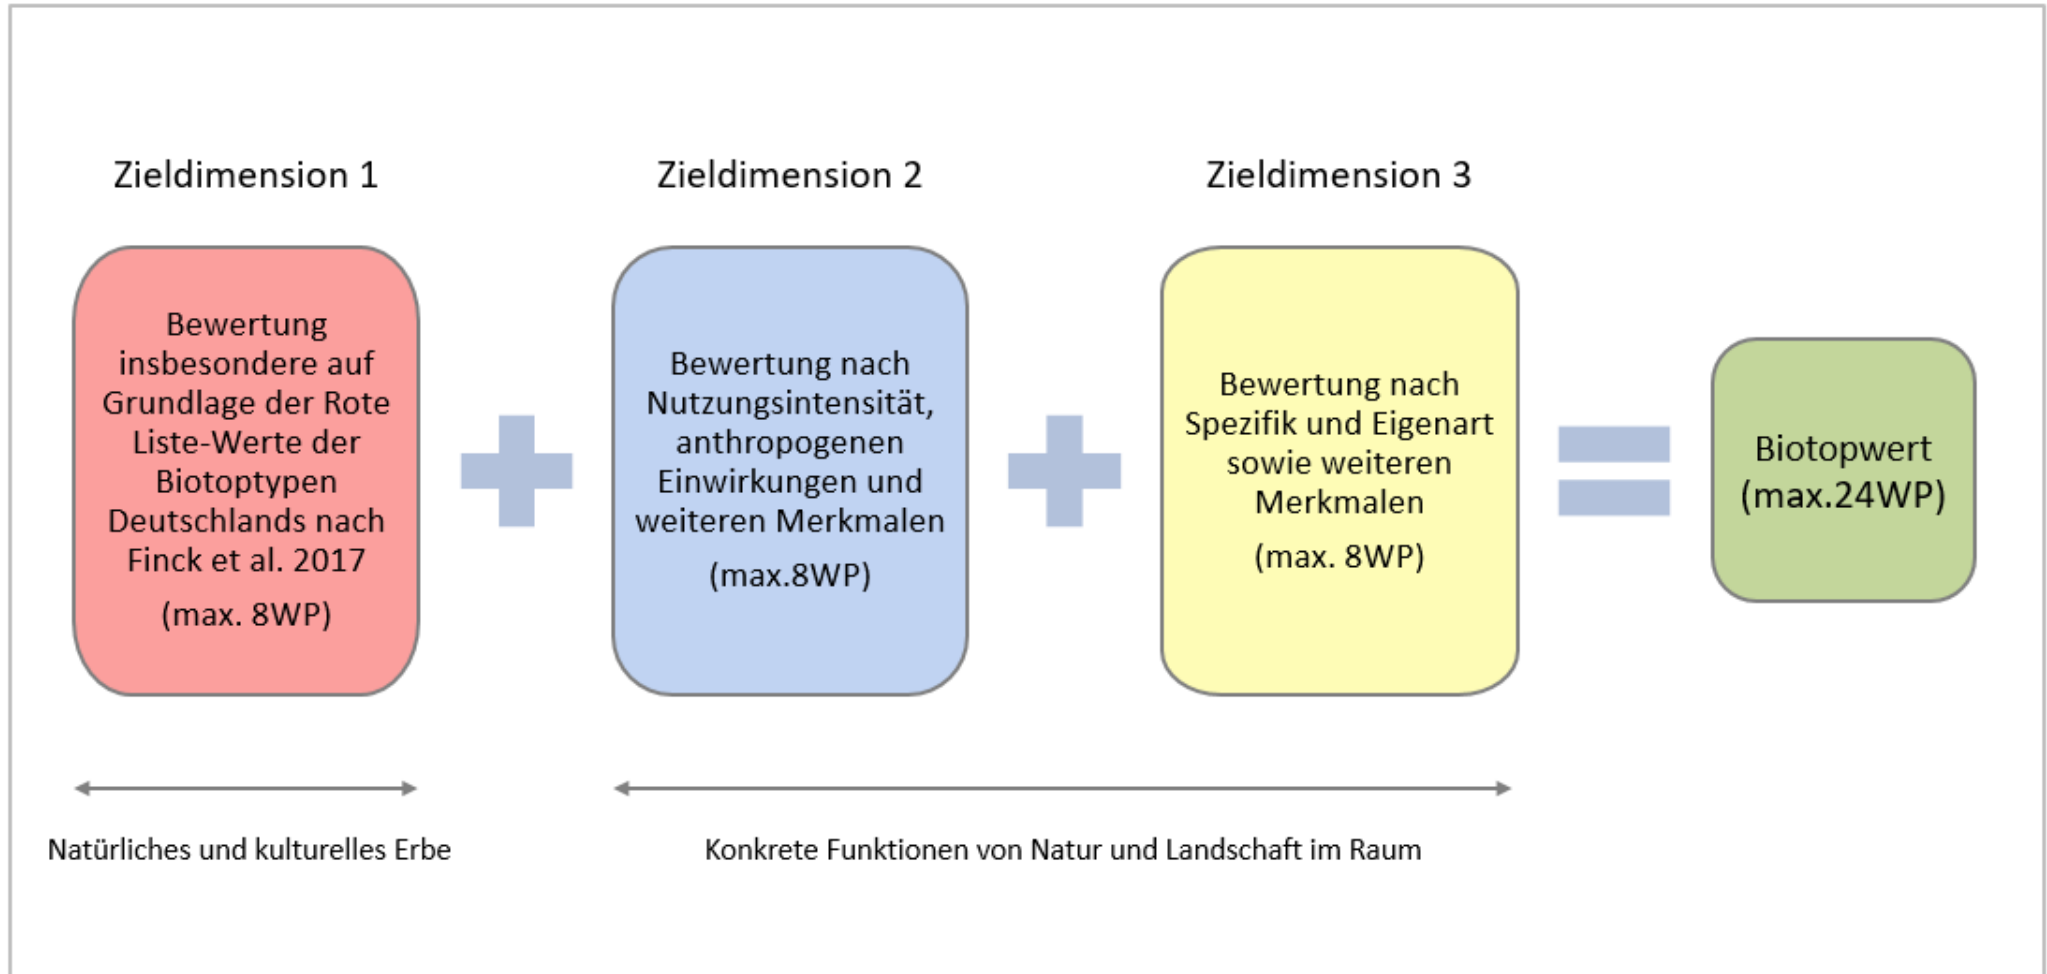 Zieldimension 1
Zieldimension 2
Zieldimension 3
Bewertung
insbesondere auf
Grundlage der Rote
Liste-Werte der
Biotoptypen
Deutschlands nach
Finck et al. 2017
(max. 8WP)
Bewertung nach
Nutzungsintensität,
anthropogenen
Einwirkungen und
weiteren Merkmalen
(max.8WP)
Bewertung nach
Spezifik und Eigenart
sowie weiteren
Merkmalen
(max. 8WP)
Biotopwert
(max.24WP)
Natürliches und kulturelles Erbe
Konkrete Funktionen von Natur und Landschaft im Raum